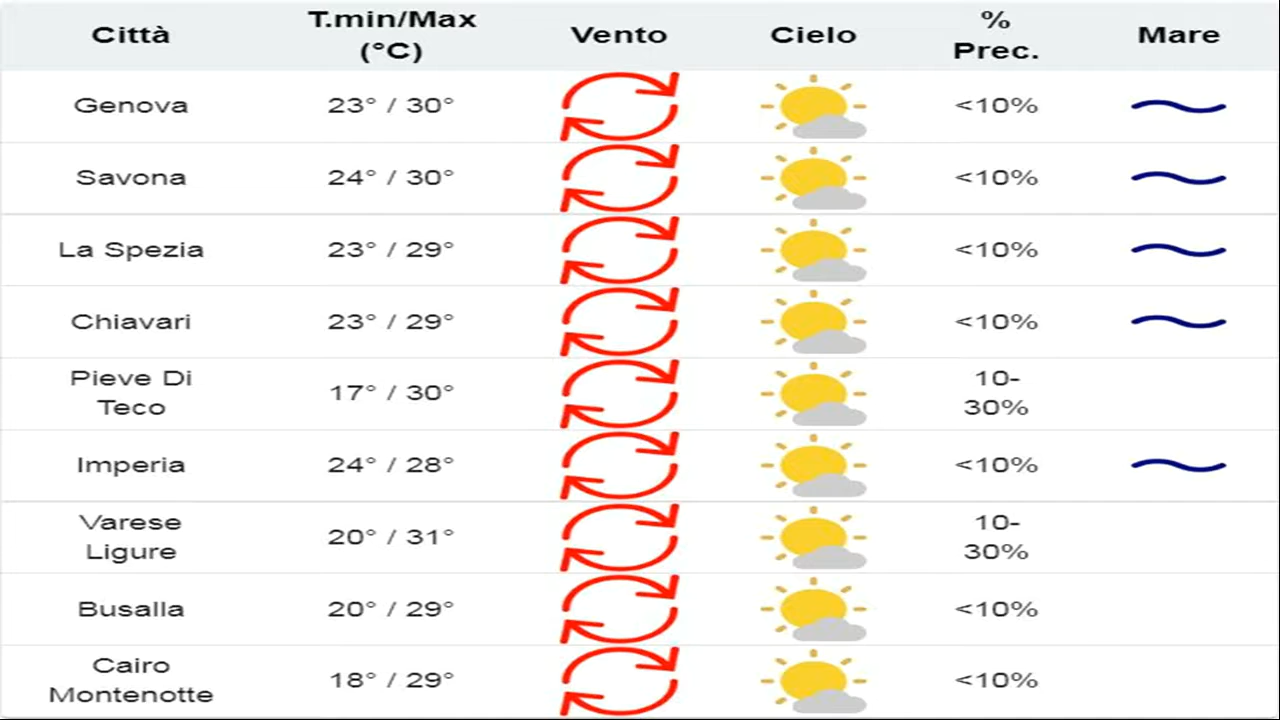 Città T.min/Max (°C) Vento Cielo % Prec. Mare
Genova 23° / 30° <10%
Savona 24° / 30° <10%
La Spezia 23° / 29° <10%
Chiavari 23° / 29° <10%
Pieve Di Teco 17° / 30° 10-30%
Imperia 24° / 28° <10%
Varese Ligure 20° / 31° 10-30%
Busalla 20° / 29° <10%
Cairo Montenotte 18° / 29° <10%